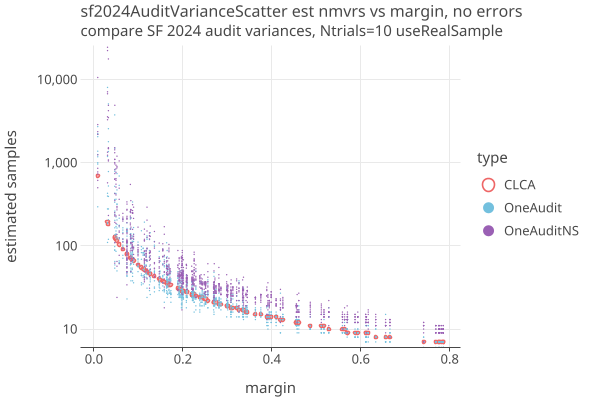 sf2024AuditVarianceScatter est nmvrs vs margin, no errors
compare SF 2024 audit variances, Ntrials=10 useRealSample
estimated samples
10,000
1,000
100
10
0.0 0.2 0.4 0.6 0.8
margin
type
CLCA
OneAudit
OneAuditNS